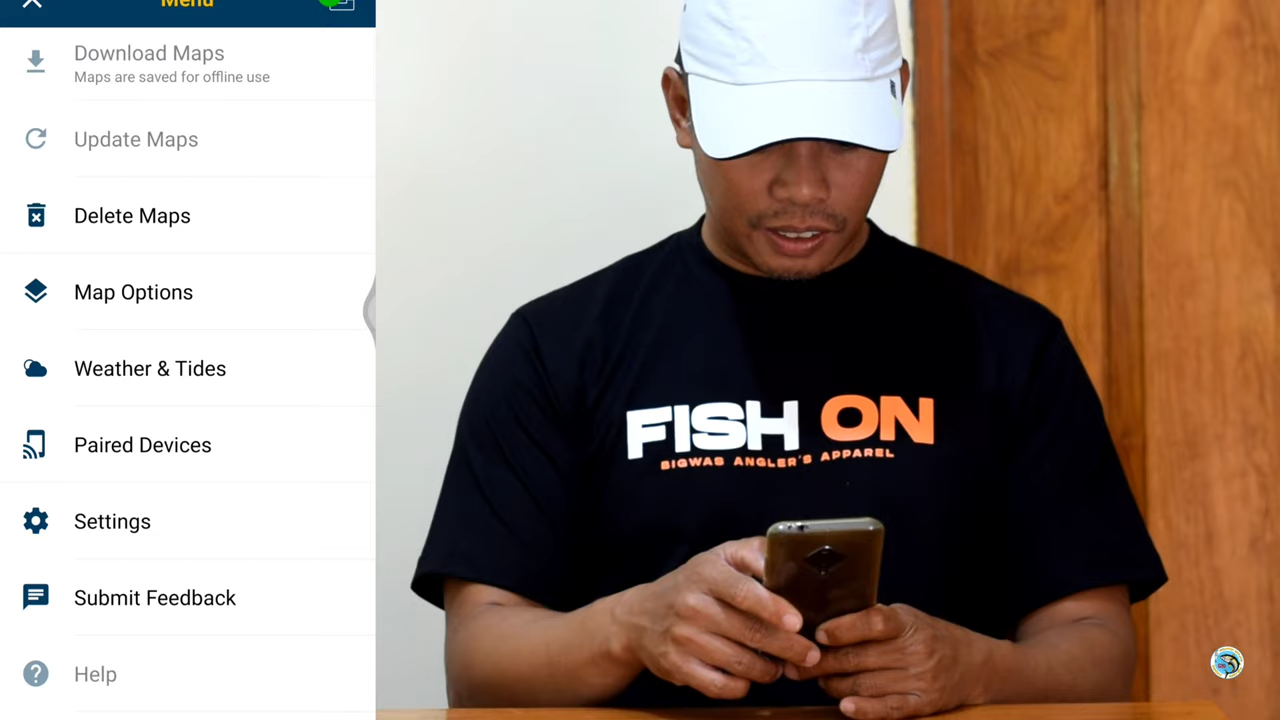 Menu
Download Maps
Maps are saved for offline use
Update Maps
Delete Maps
Map Options
Weather & Tides
Paired Devices
Settings
Submit Feedback
Help
FISH ON
BIGWAS ANGLER'S APPAREL